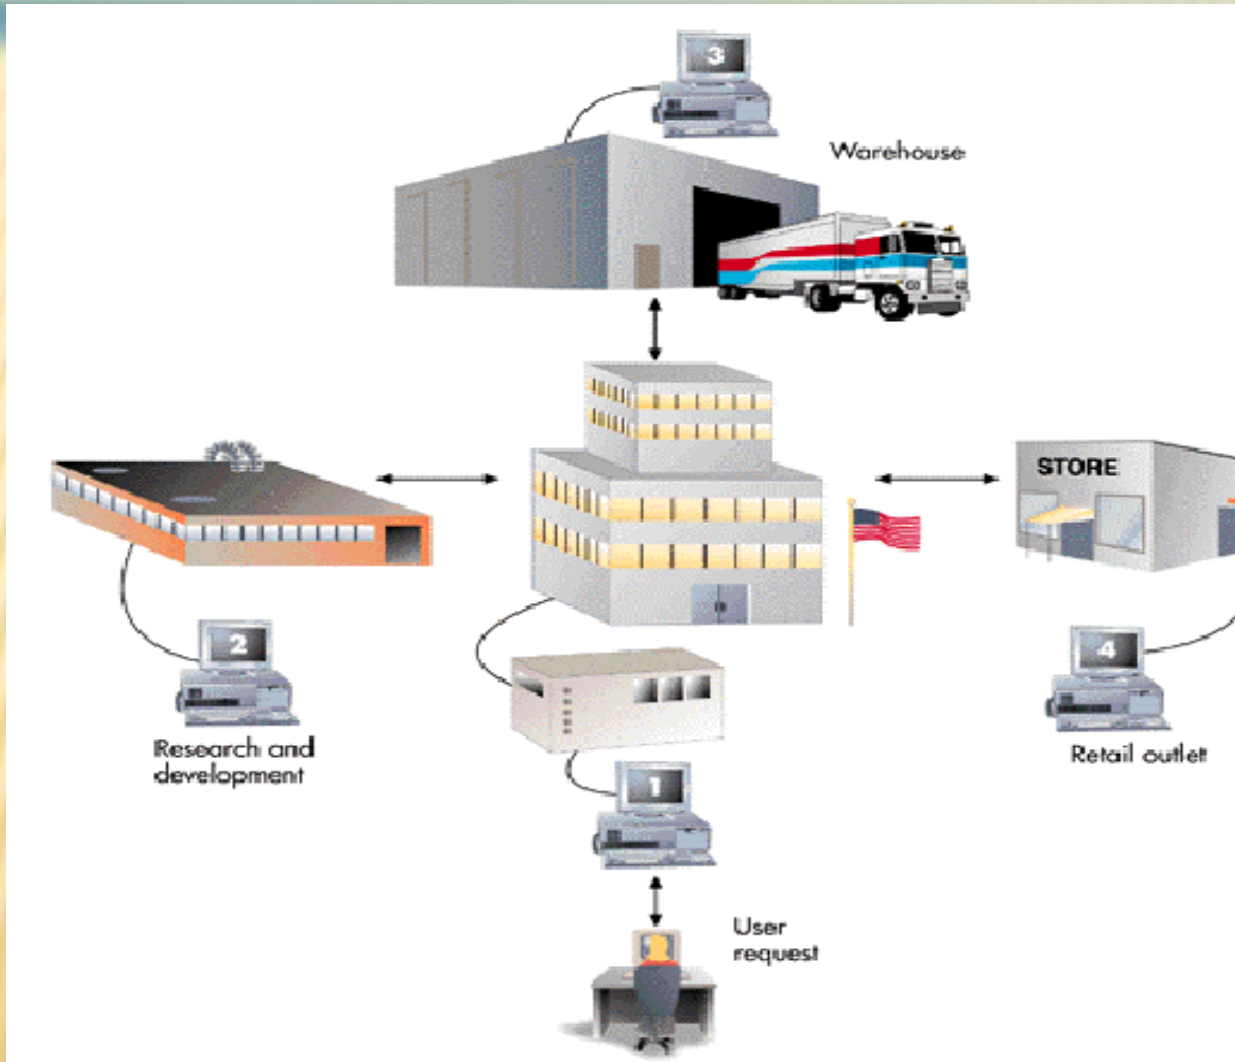 3
Warehouse
STORE
2
4
Research and
development
Retail outlet
1
User
request